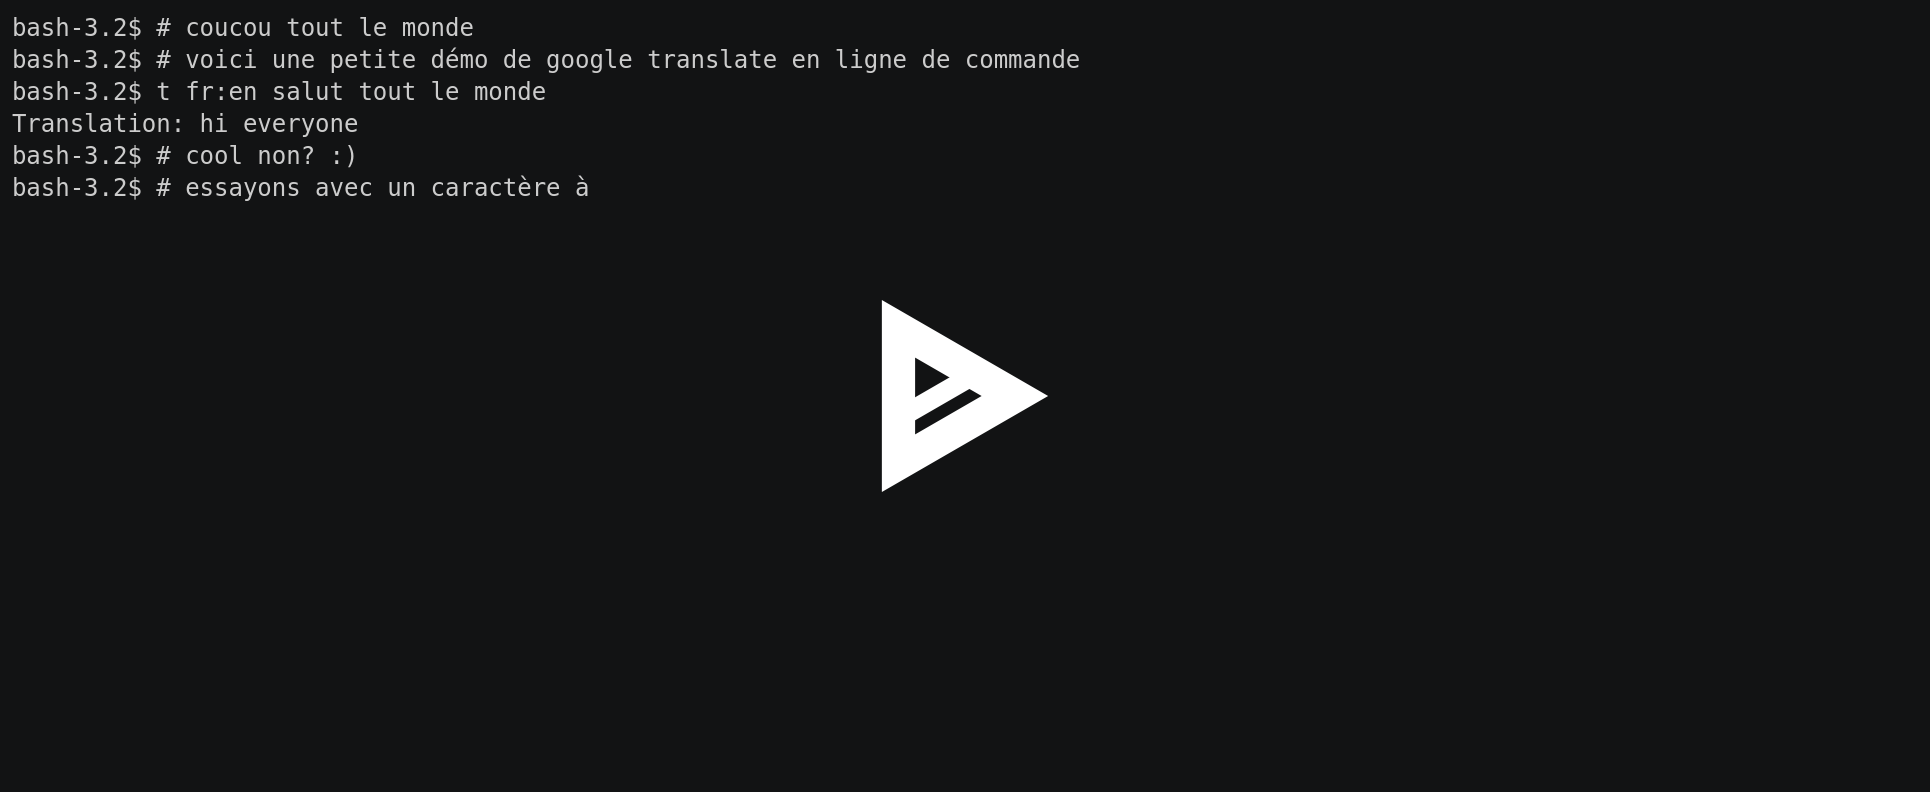 bash-3.2$ # coucou tout le monde
bash-3.2$ # voici une petite démo de google translate en ligne de commande
bash-3.2$ t fr:en salut tout le monde
Translation: hi everyone
bash-3.2$ # cool non? :)
bash-3.2$ # essayons avec un caractère à